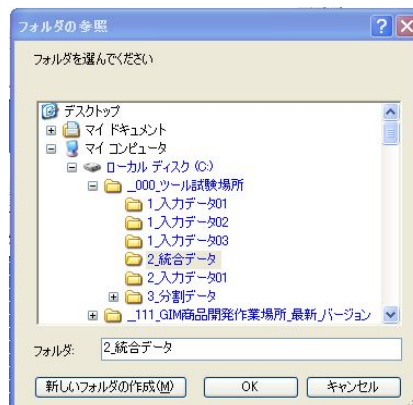 フォルダの参照
フォルダを選んでください
デスクトップ
マイ ドキュメント
マイ コンピュータ
ローカル ディスク (C:)
_000_ツール試験場所
1_入力データ01
1_入力データ02
1_入力データ03
2_統合データ
2_入力データ01
3_分割データ
_111_GIM商品開発作業場所_最新_バージョン
フォルダ: 2_統合データ
新しいフォルダの作成(M) OK キャンセル